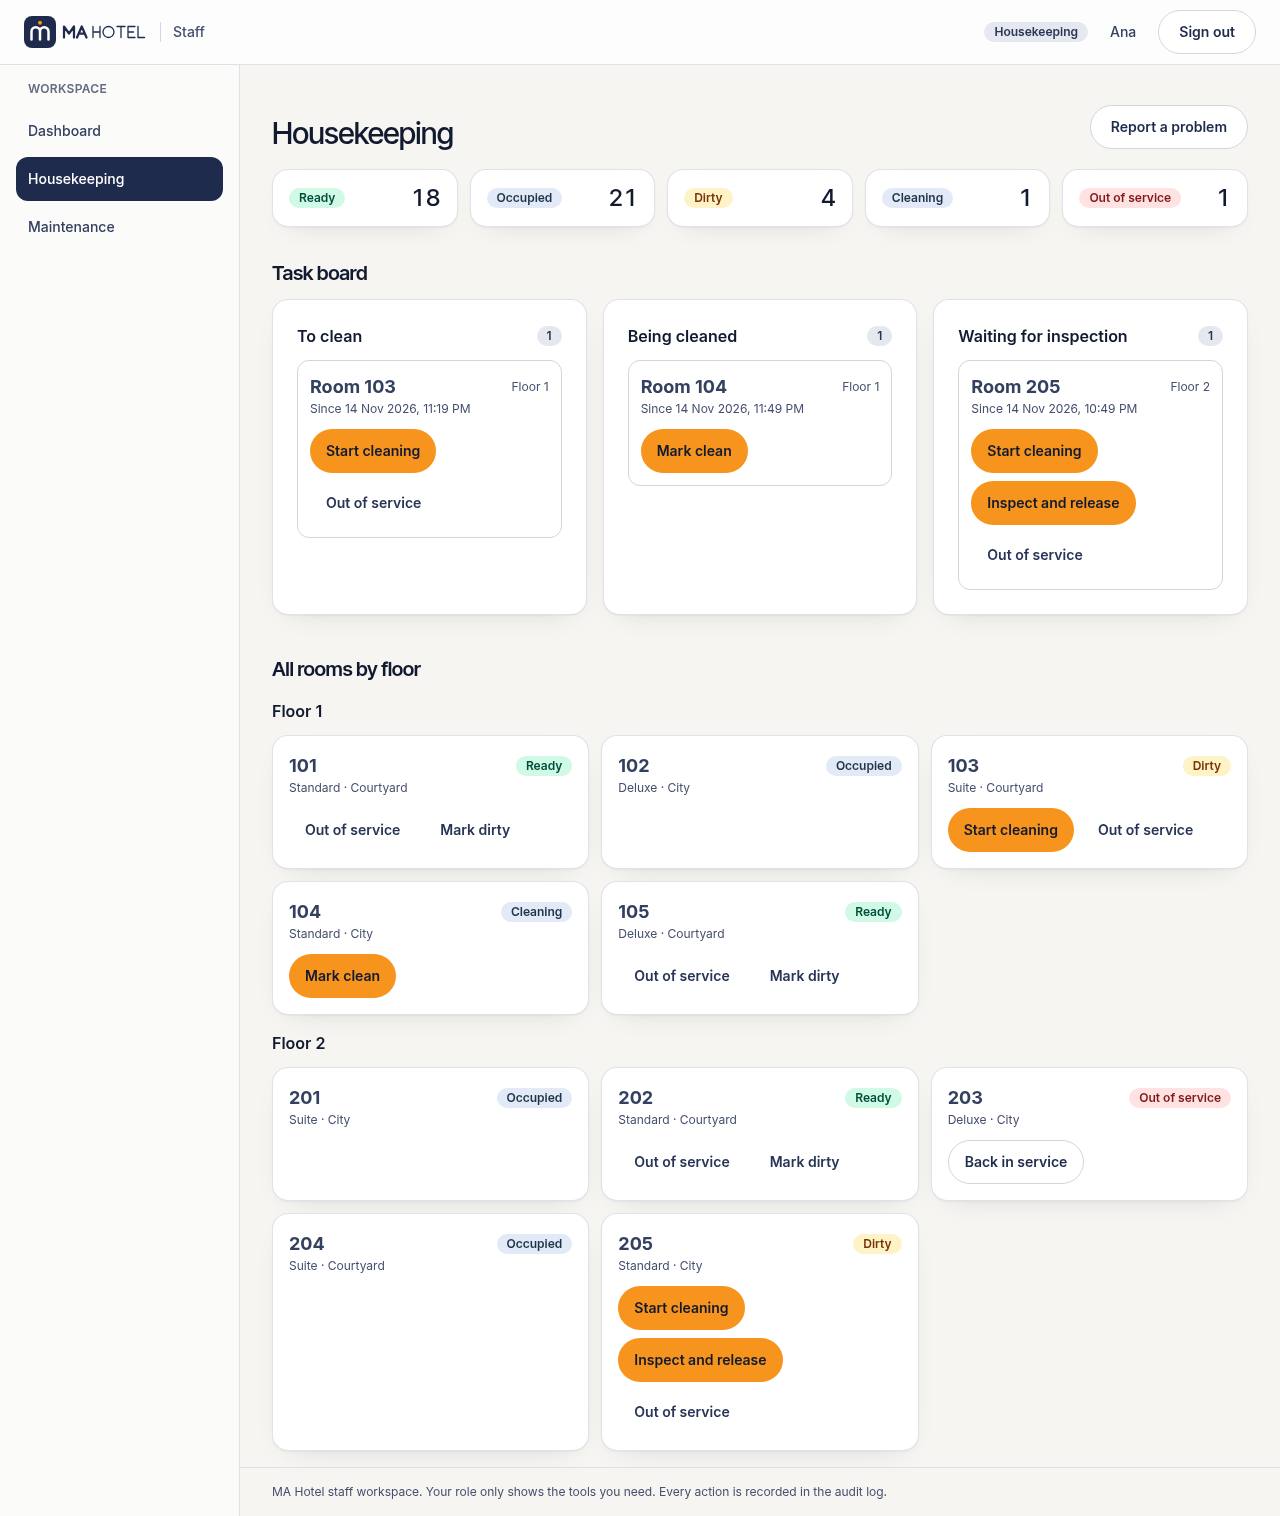 MA HOTEL
Staff
Housekeeping
Ana
Sign out
WORKSPACE
Dashboard
Housekeeping
Maintenance
Housekeeping
Report a problem
Ready 18
Occupied 21
Dirty 4
Cleaning 1
Out of service 1
Task board
To clean 1
Room 103 Floor 1
Since 14 Nov 2026, 11:19 PM
Start cleaning
Out of service
Being cleaned 1
Room 104 Floor 1
Since 14 Nov 2026, 11:49 PM
Mark clean
Waiting for inspection 1
Room 205 Floor 2
Since 14 Nov 2026, 10:49 PM
Start cleaning
Inspect and release
Out of service
All rooms by floor
Floor 1
101 Ready
Standard · Courtyard
Out of service Mark dirty
102 Occupied
Deluxe · City
103 Dirty
Suite · Courtyard
Start cleaning Out of service
104 Cleaning
Standard · City
Mark clean
105 Ready
Deluxe · Courtyard
Out of service Mark dirty
Floor 2
201 Occupied
Suite · City
202 Ready
Standard · Courtyard
Out of service Mark dirty
203 Out of service
Deluxe · City
Back in service
204 Occupied
Suite · Courtyard
205 Dirty
Standard · City
Start cleaning
Inspect and release
Out of service
MA Hotel staff workspace. Your role only shows the tools you need. Every action is recorded in the audit log.